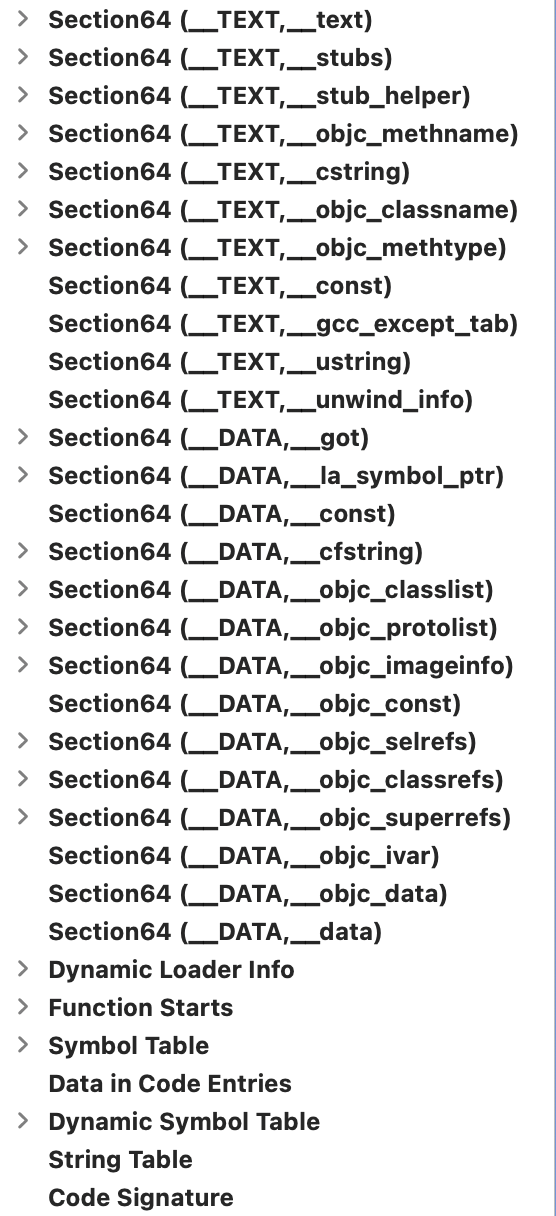 Section64 (__TEXT,__text)
Section64 (__TEXT,__stubs)
Section64 (__TEXT,__stub_helper)
Section64 (__TEXT,__objc_methname)
Section64 (__TEXT,__cstring)
Section64 (__TEXT,__objc_classname)
Section64 (__TEXT,__objc_methtype)
Section64 (__TEXT,__const)
Section64 (__TEXT,__gcc_except_tab)
Section64 (__TEXT,__ustring)
Section64 (__TEXT,__unwind_info)
Section64 (__DATA,__got)
Section64 (__DATA,__la_symbol_ptr)
Section64 (__DATA,__const)
Section64 (__DATA,__cfstring)
Section64 (__DATA,__objc_classlist)
Section64 (__DATA,__objc_protolist)
Section64 (__DATA,__objc_imageinfo)
Section64 (__DATA,__objc_const)
Section64 (__DATA,__objc_selrefs)
Section64 (__DATA,__objc_classrefs)
Section64 (__DATA,__objc_superrefs)
Section64 (__DATA,__objc_ivar)
Section64 (__DATA,__objc_data)
Section64 (__DATA,__data)
Dynamic Loader Info
Function Starts
Symbol Table
Data in Code Entries
Dynamic Symbol Table
String Table
Code Signature